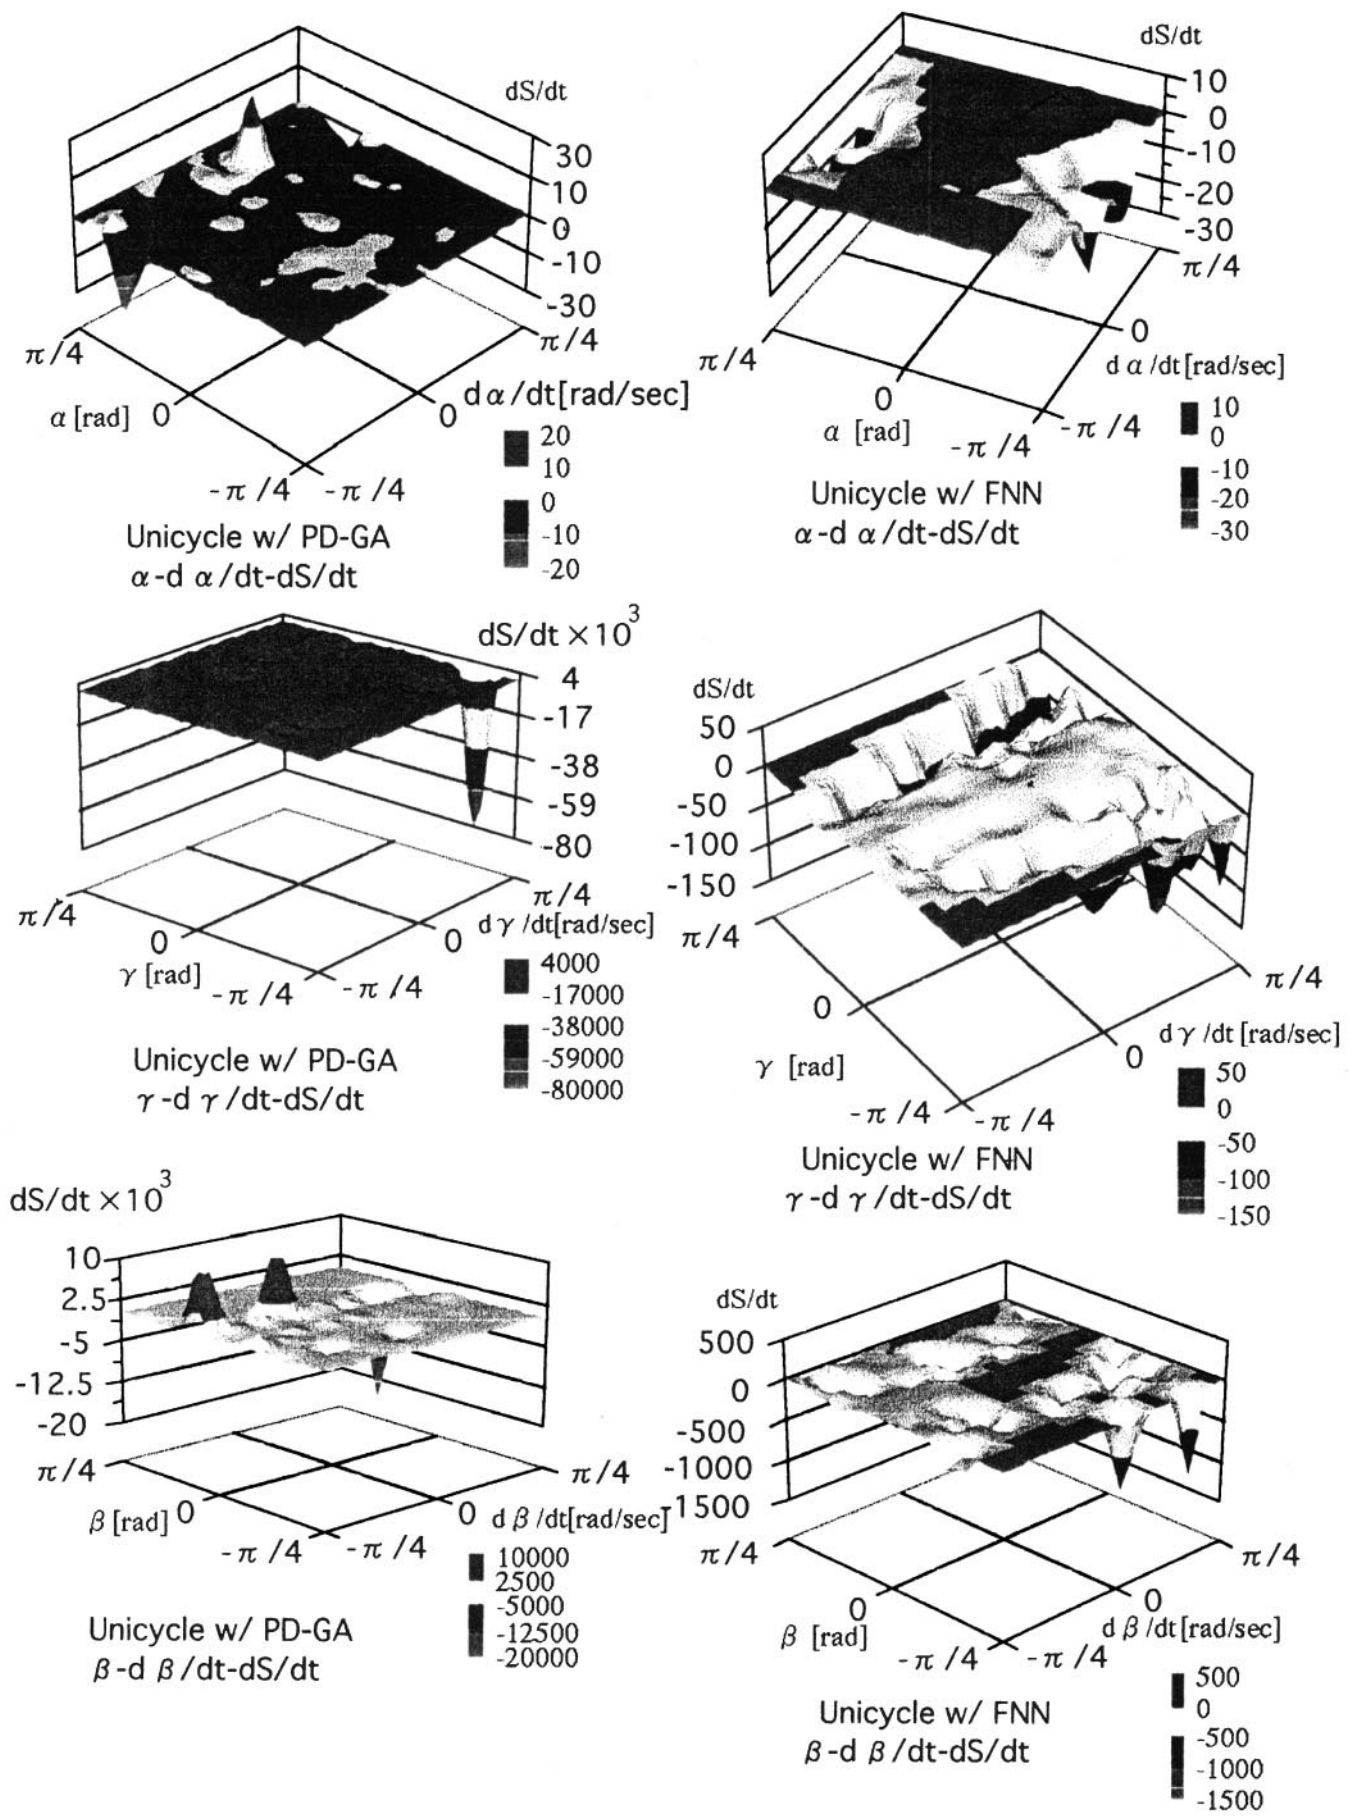 dS/dt
30
10
0
-10
-30
π/4
π/4
α [rad]
0
0
dα/dt[rad/sec]
-π/4
-π/4
20
10
0
-10
-20
Unicycle w/ PD-GA
α-d α/dt-dS/dt
dS/dt
10
0
-10
-20
-30
π/4
π/4
0
0
d α/dt[rad/sec]
α [rad]
-π/4
-π/4
10
0
-10
-20
-30
Unicycle w/ FNN
α-d α/dt-dS/dt
dS/dt×10³
4
-17
-38
-59
-80
π/4
π/4
0
0
dγ/dt[rad/sec]
γ [rad]
-π/4
-π/4
4000
-17000
-38000
-59000
-80000
Unicycle w/ PD-GA
γ-d γ/dt-dS/dt
dS/dt
50
0
-50
-100
-150
π/4
π/4
0
0
dγ/dt [rad/sec]
γ [rad]
-π/4
-π/4
50
0
-50
-100
-150
Unicycle w/ FNN
γ-d γ/dt-dS/dt
dS/dt×10³
10
2.5
-5
-12.5
-20
π/4
π/4
β [rad]
0
0
d β/dt[rad/sec]
-π/4
-π/4
10000
2500
-5000
-12500
-20000
Unicycle w/ PD-GA
β-d β/dt-dS/dt
dS/dt
500
0
-500
-1000
-1500
π/4
π/4
0
0
β [rad]
d β/dt[rad/sec]
-π/4
-π/4
500
0
-500
-1000
-1500
Unicycle w/ FNN
β-d β/dt-dS/dt